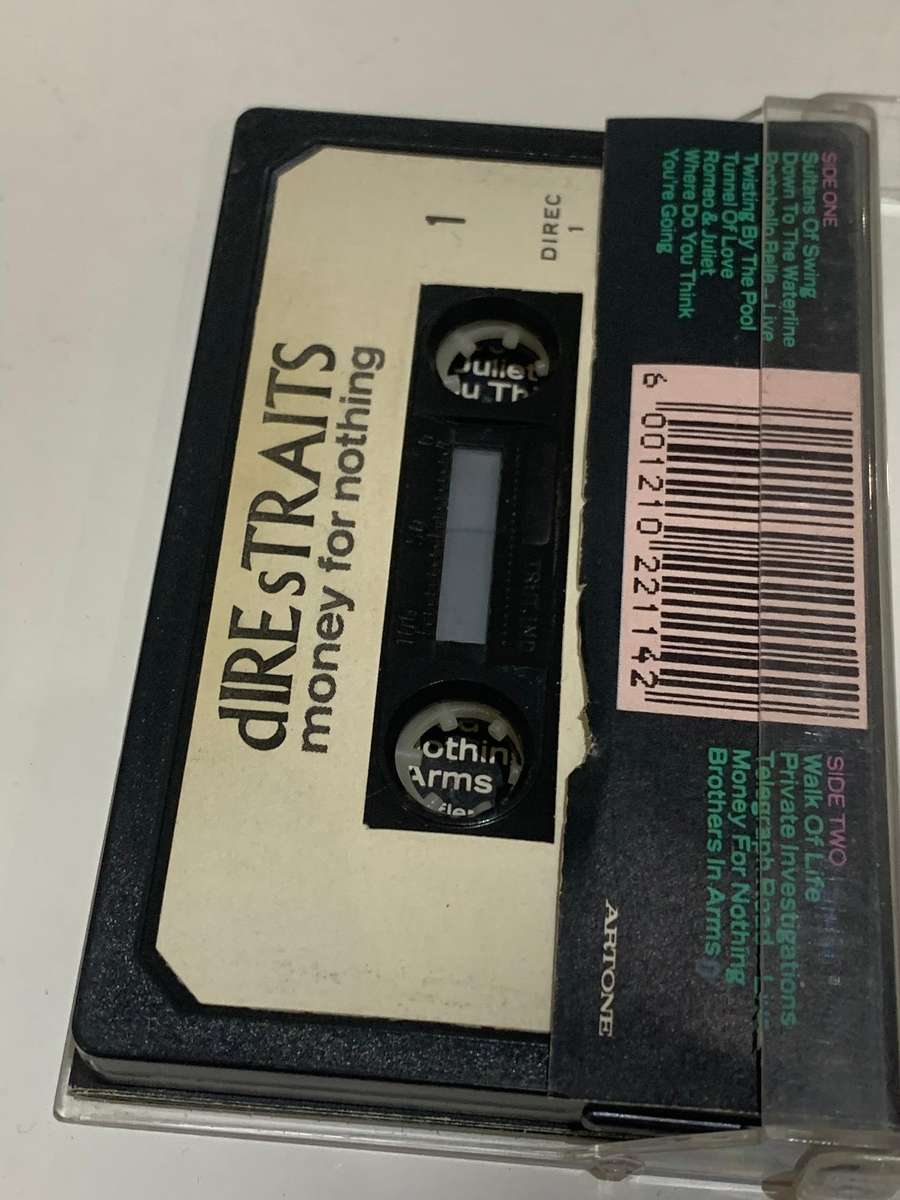 dIREsTRAITS
money for nothing
1
DIREC
1
Juliet
u Th
othin
Arms
SIDE ONE
Sultans Of Swing
Down To The Waterline
Portobello Belle – Live
Twisting By The Pool
Tunnel Of Love
Romeo & Juliet
Where Do You Think
You're Going
6 001210 221142
SIDE TWO
Walk Of Life
Private Investigations
Telegraph Road – Live
Money For Nothing
Brothers In Arms
ARTONE